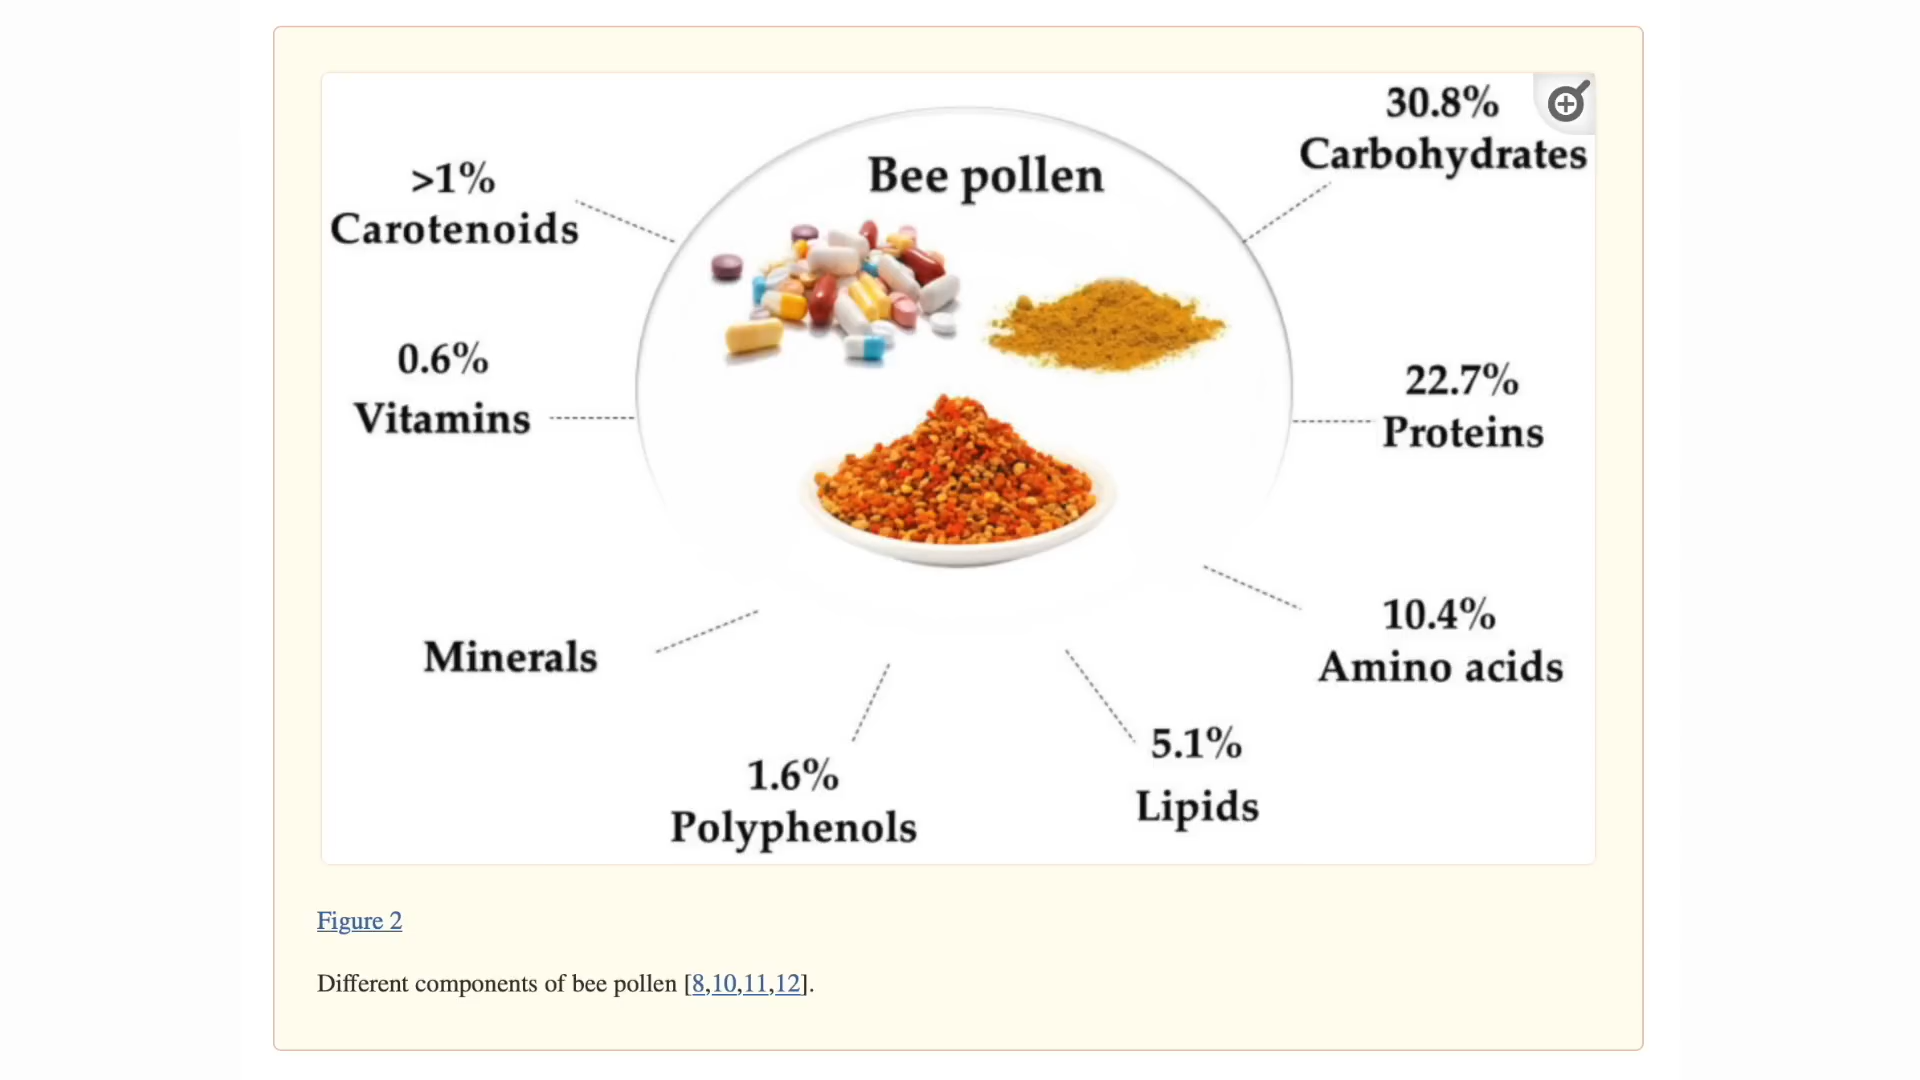 Bee pollen
30.8%
Carbohydrates
>1%
Carotenoids
0.6%
Vitamins
22.7%
Proteins
10.4%
Amino acids
Minerals
5.1%
Lipids
1.6%
Polyphenols
Figure 2
Different components of bee pollen [8,10,11,12].